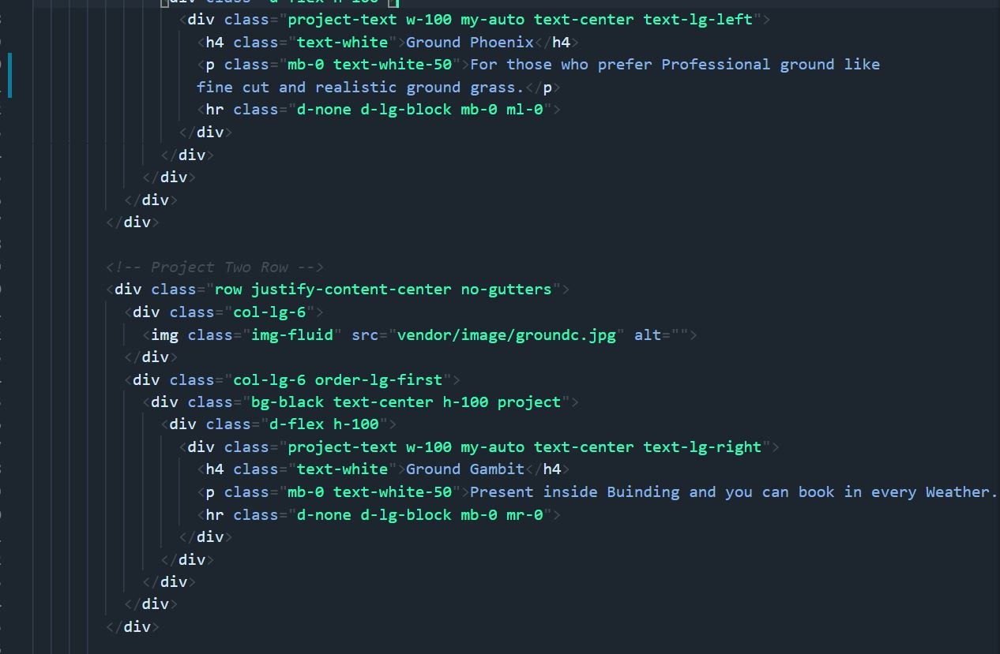 <div class="d-flex h-100">
<div class="project-text w-100 my-auto text-center text-lg-left">
<h4 class="text-white">Ground Phoenix</h4>
<p class="mb-0 text-white-50">For those who prefer Professional ground like
fine cut and realistic ground grass.</p>
<hr class="d-none d-lg-block mb-0 ml-0">
</div>
</div>
</div>
</div>
</div>
<!-- Project Two Row -->
<div class="row justify-content-center no-gutters">
<div class="col-lg-6">
<img class="img-fluid" src="vendor/image/groundc.jpg" alt="">
</div>
<div class="col-lg-6 order-lg-first">
<div class="bg-black text-center h-100 project">
<div class="d-flex h-100">
<div class="project-text w-100 my-auto text-center text-lg-right">
<h4 class="text-white">Ground Gambit</h4>
<p class="mb-0 text-white-50">Present inside Buinding and you can book in every Weather.
<hr class="d-none d-lg-block mb-0 mr-0">
</div>
</div>
</div>
</div>
</div>